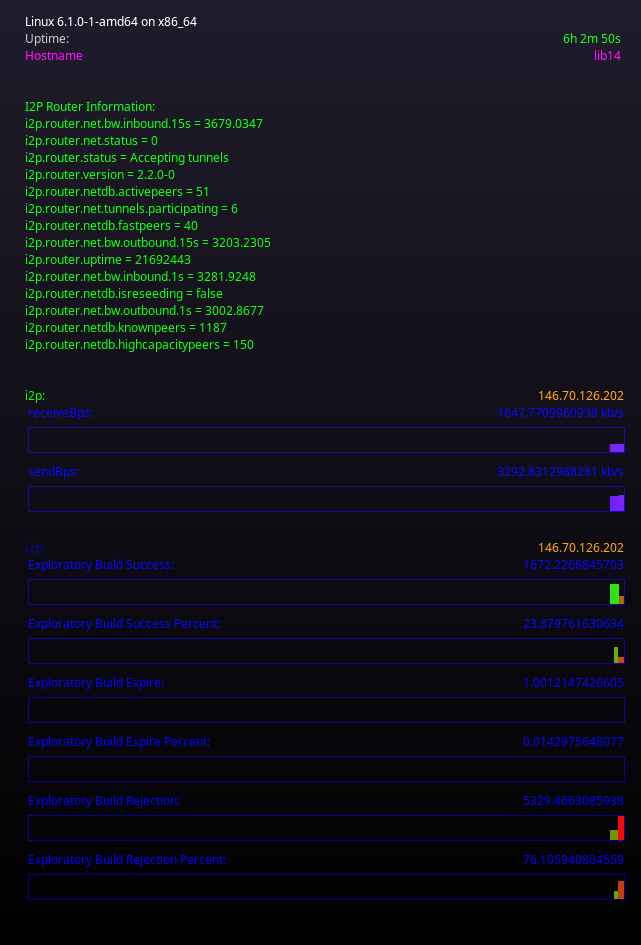 Linux 6.1.0-1-amd64 on x86_64
Uptime: 6h 2m 50s
Hostname lib14
I2P Router Information:
i2p.router.net.bw.inbound.15s = 3679.0347
i2p.router.net.status = 0
i2p.router.status = Accepting tunnels
i2p.router.version = 2.2.0-0
i2p.router.netdb.activepeers = 51
i2p.router.net.tunnels.participating = 6
i2p.router.netdb.fastpeers = 40
i2p.router.net.bw.outbound.15s = 3203.2305
i2p.router.uptime = 21692443
i2p.router.net.bw.inbound.1s = 3281.9248
i2p.router.netdb.isreseeding = false
i2p.router.net.bw.outbound.1s = 3002.8677
i2p.router.netdb.knownpeers = 1187
i2p.router.netdb.highcapacitypeers = 150
i2p: 146.70.126.202
receiveBps: 1647.7709960938 kb/s
sendBps: 3292.8312988281 kb/s
i2p: 146.70.126.202
Exploratory Build Success: 1672.2266845703
Exploratory Build Success Percent: 23.879761630634
Exploratory Build Expire: 1.0012147426605
Exploratory Build Expire Percent: 0.0142975648077
Exploratory Build Rejection: 5329.4663085938
Exploratory Build Rejection Percent: 76.105940804559